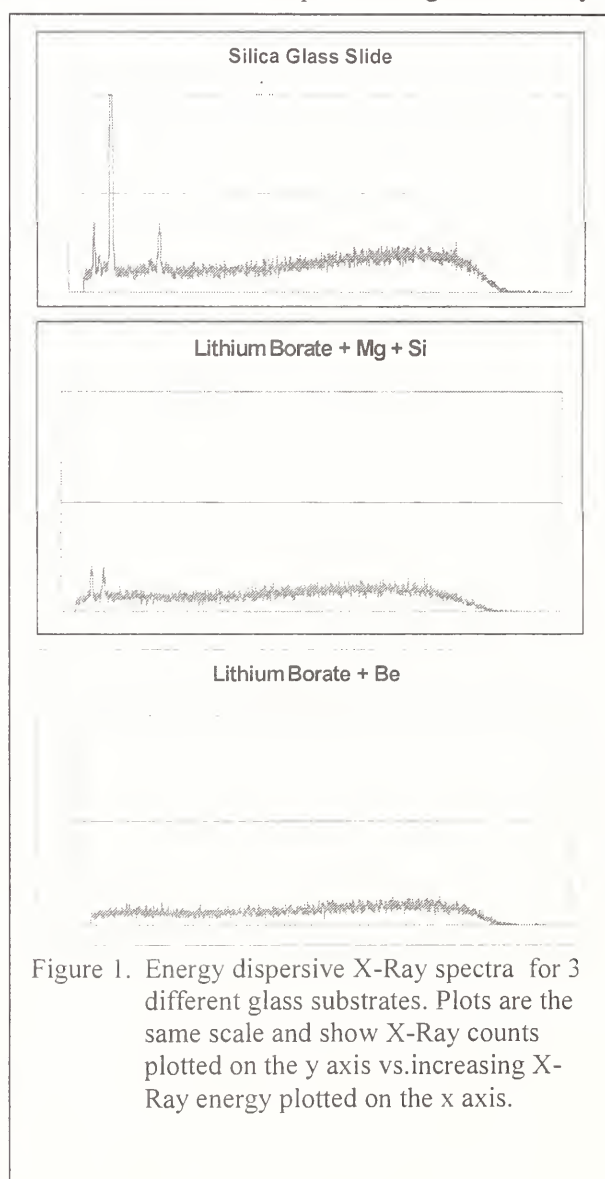 Silica Glass Slide
Lithium Borate + Mg + Si
Lithium Borate + Be
Figure 1. Energy dispersive X-Ray spectra for 3
different glass substrates. Plots are the
same scale and show X-Ray counts
plotted on the y axis vs.increasing X-
Ray energy plotted on the x axis.